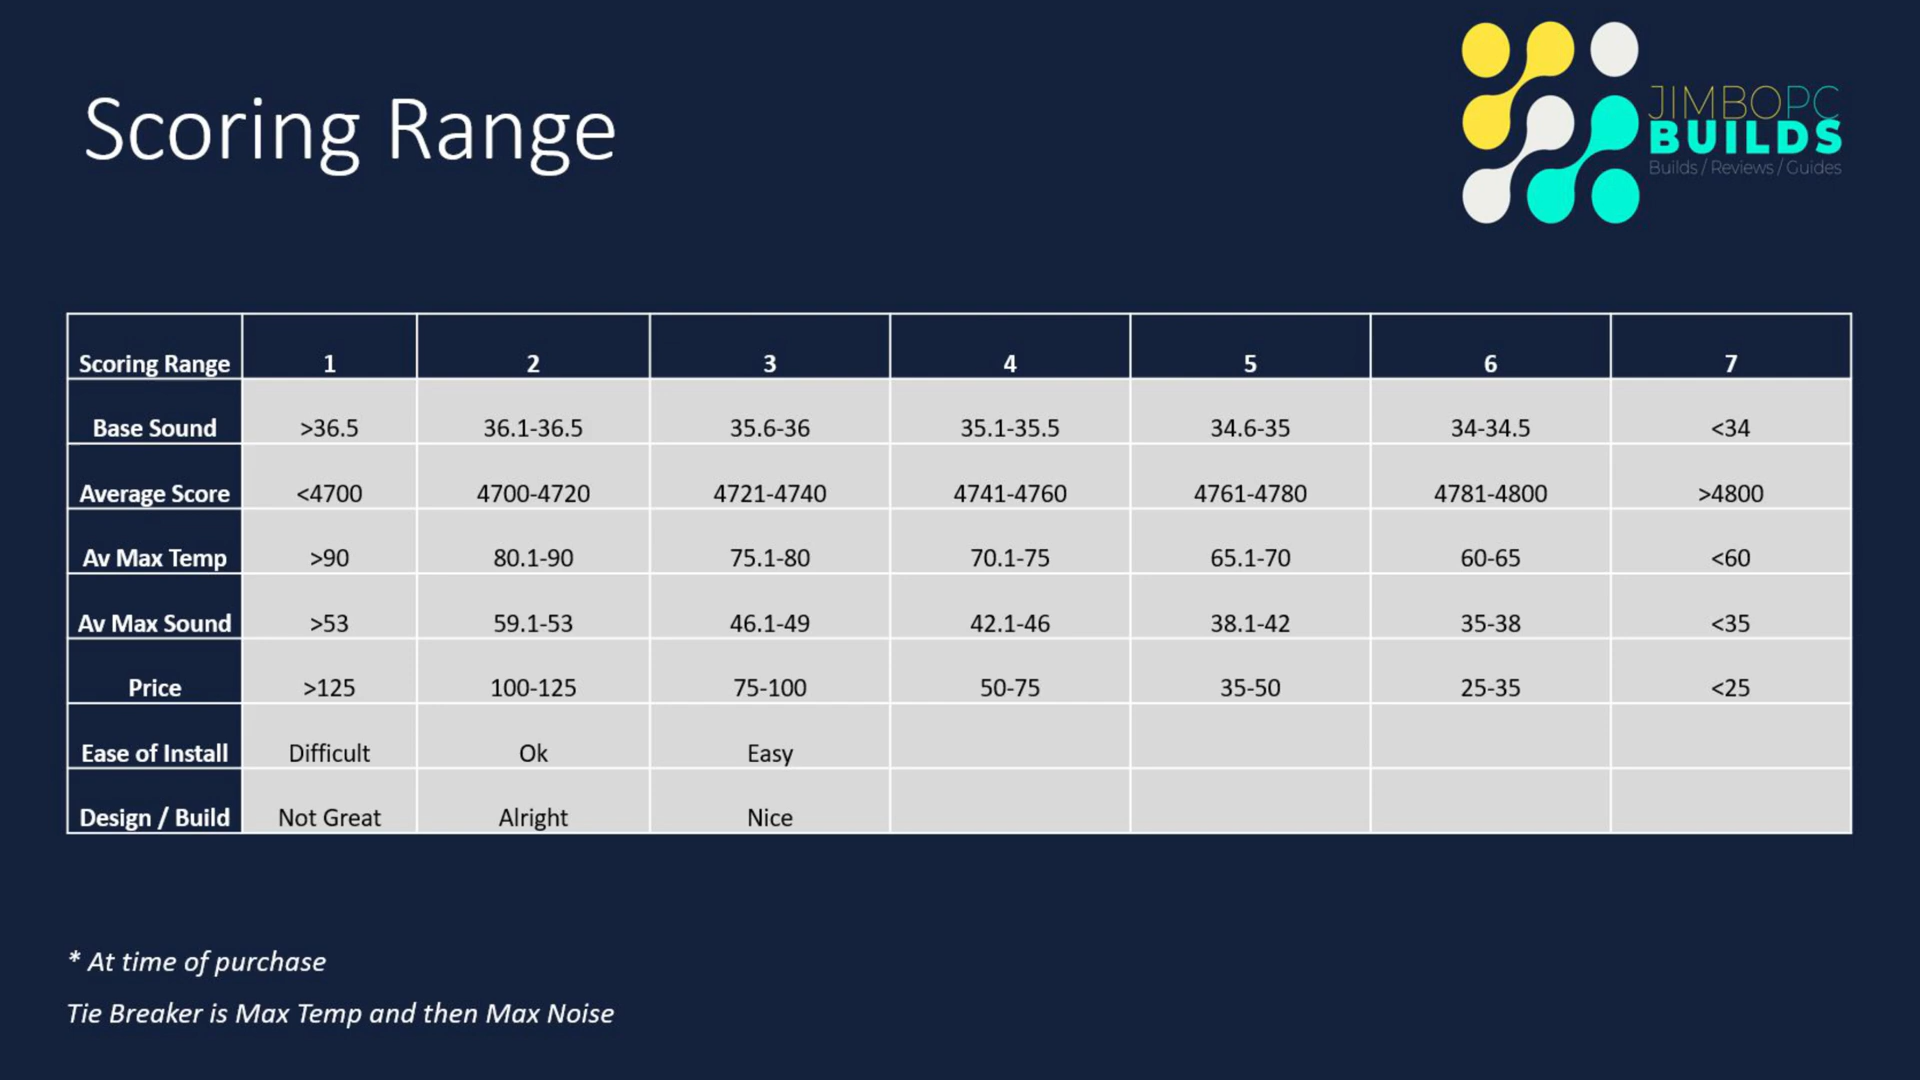 Scoring Range
JIMBOPC
BUILDS
Builds / Reviews / Guides
Scoring Range 1 2 3 4 5 6 7
Base Sound >36.5 36.1-36.5 35.6-36 35.1-35.5 34.6-35 34-34.5 <34
Average Score <4700 4700-4720 4721-4740 4741-4760 4761-4780 4781-4800 >4800
Av Max Temp >90 80.1-90 75.1-80 70.1-75 65.1-70 60-65 <60
Av Max Sound >53 59.1-53 46.1-49 42.1-46 38.1-42 35-38 <35
Price >125 100-125 75-100 50-75 35-50 25-35 <25
Ease of Install Difficult Ok Easy
Design / Build Not Great Alright Nice
* At time of purchase
Tie Breaker is Max Temp and then Max Noise